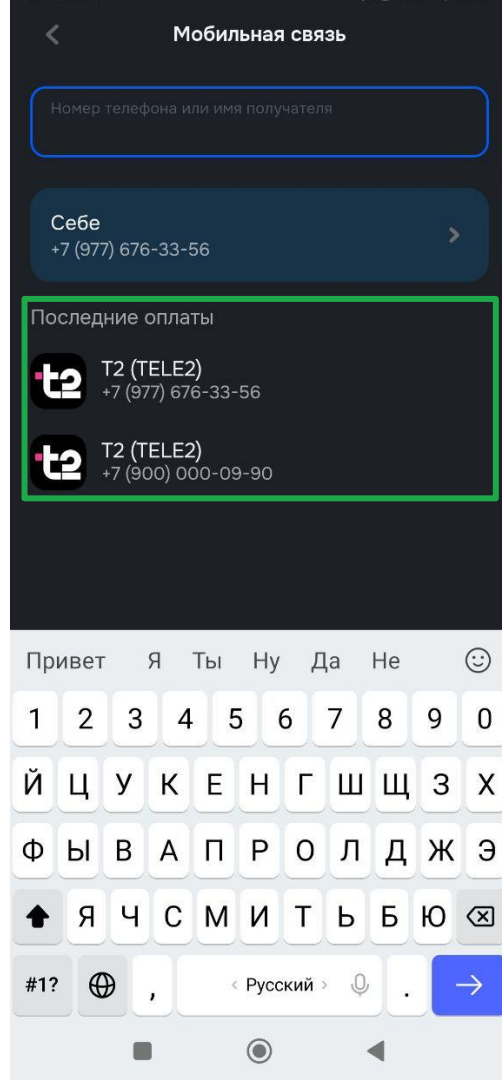 Мобильная связь
Номер телефона или имя получателя
Себе
+7 (977) 676-33-56
Последние оплаты
t2
T2 (TELE2)
+7 (977) 676-33-56
t2
T2 (TELE2)
+7 (900) 000-09-90
Привет Я Ты Ну Да Не
1 2 3 4 5 6 7 8 9 0
Й Ц У К Е Н Г Ш Щ З Х
Ф Ы В А П Р О Л Д Ж Э
Я Ч С М И Т Ь Б Ю
#1? , < Русский > .